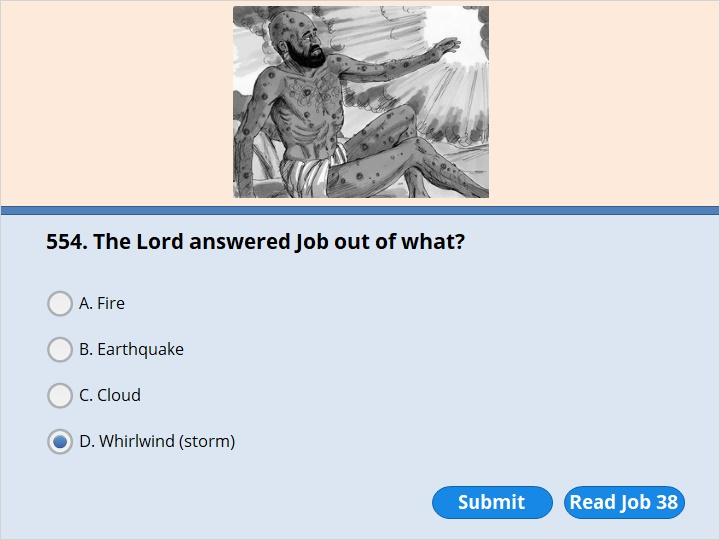 554. The Lord answered Job out of what?
A. Fire
B. Earthquake
C. Cloud
D. Whirlwind (storm)
Submit
Read Job 38